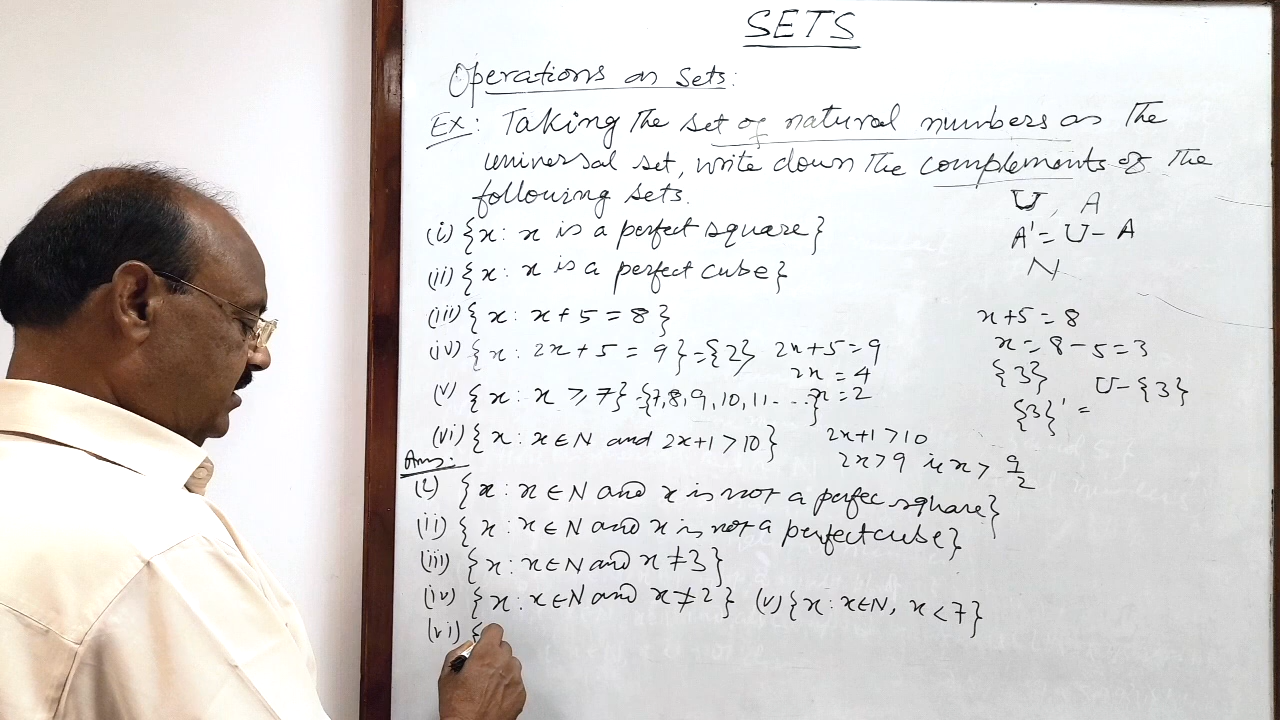 SETS
Operations on Sets:
Ex: Taking the set of natural numbers as the
universal set, write down the complements of the
following sets.
U, A
A' = U - A
N
(i) {x: x is a perfect square}
(ii) {x: x is a perfect cube}
(iii) {x: x + 5 = 8}
x + 5 = 8
x = 8 - 5 = 3
{3} U - {3}
{3}' =
(iv) {x: 2x + 5 = 9} = {2} 2x + 5 = 9
2x = 4
x = 2
(v) {x: x ⩾ 7} = {7, 8, 9, 10, 11 - - -}
(vi) {x: x ∈ N and 2x + 1 > 10} 2x + 1 > 10
2x > 9 ie x > 9/2
Ans:
(i) {x: x ∈ N and x is not a perfec square}
(ii) {x: x ∈ N and x is not a perfect cube}
(iii) {x: x ∈ N and x ≠ 3}
(iv) {x: x ∈ N and x ≠ 2} (v) {x: x ∈ N, x < 7}
(vi) {